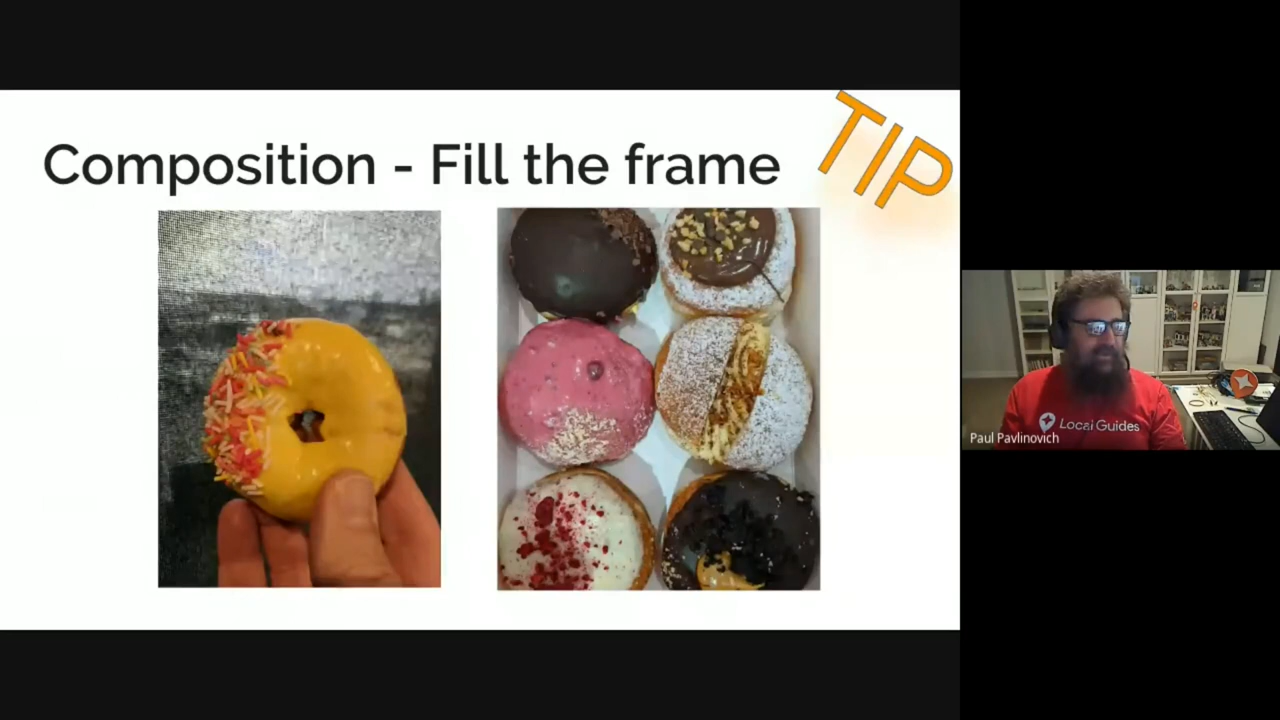 Composition - Fill the frame
TIP
Local Guides
Paul Pavlinovich